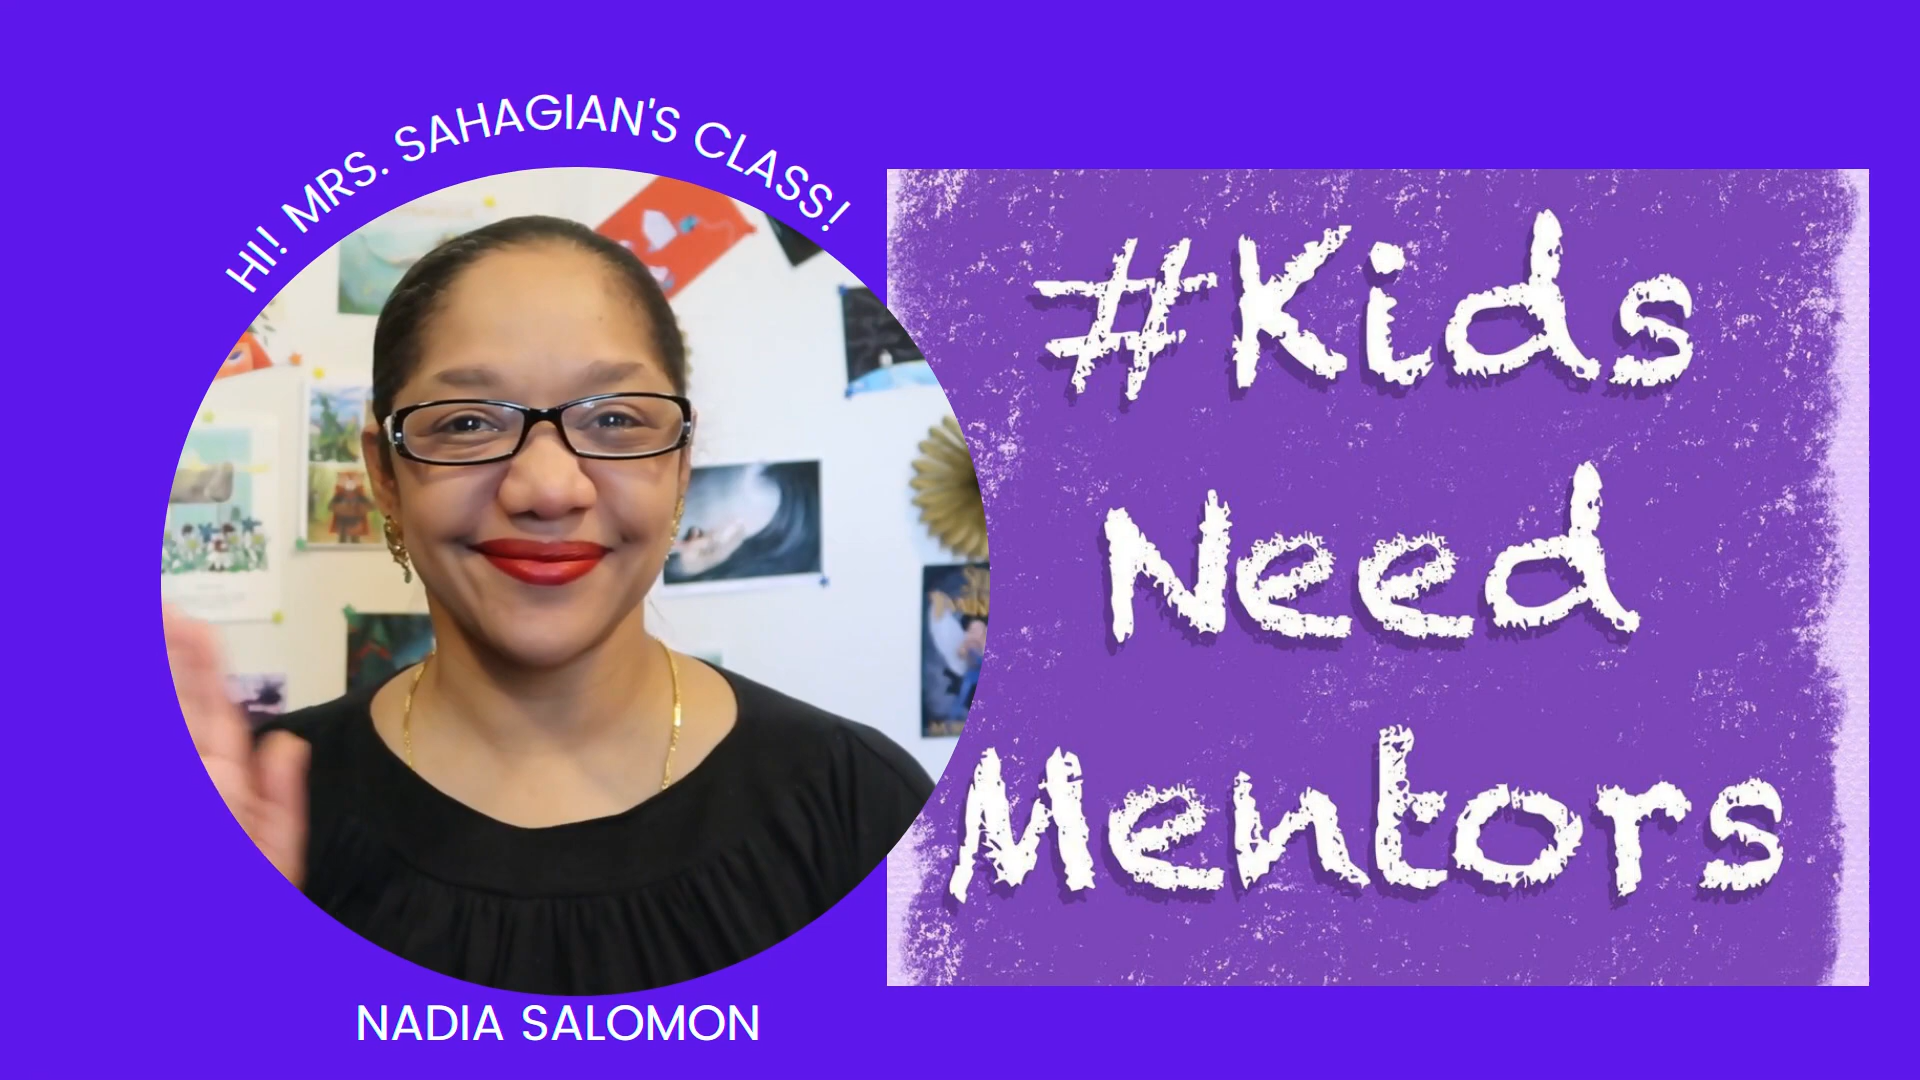 HI! MRS. SAHAGIAN'S CLASS!
#Kids
Need
Mentors
NADIA SALOMON